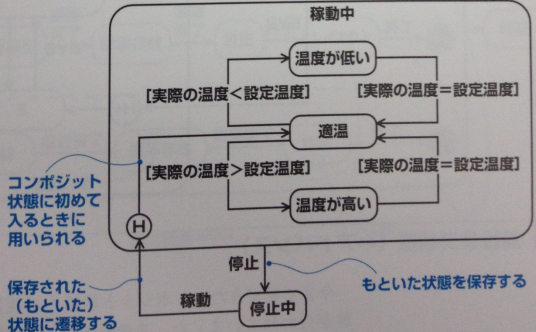 稼動中
温度が低い
[実際の温度<設定温度]
[実際の温度=設定温度]
適温
[実際の温度>設定温度]
[実際の温度=設定温度]
温度が高い
コンポジット
状態に初めて
入るときに
用いられる
H
停止
もといた状態を保存する
保存された
(もといた)
状態に遷移する
稼動
停止中